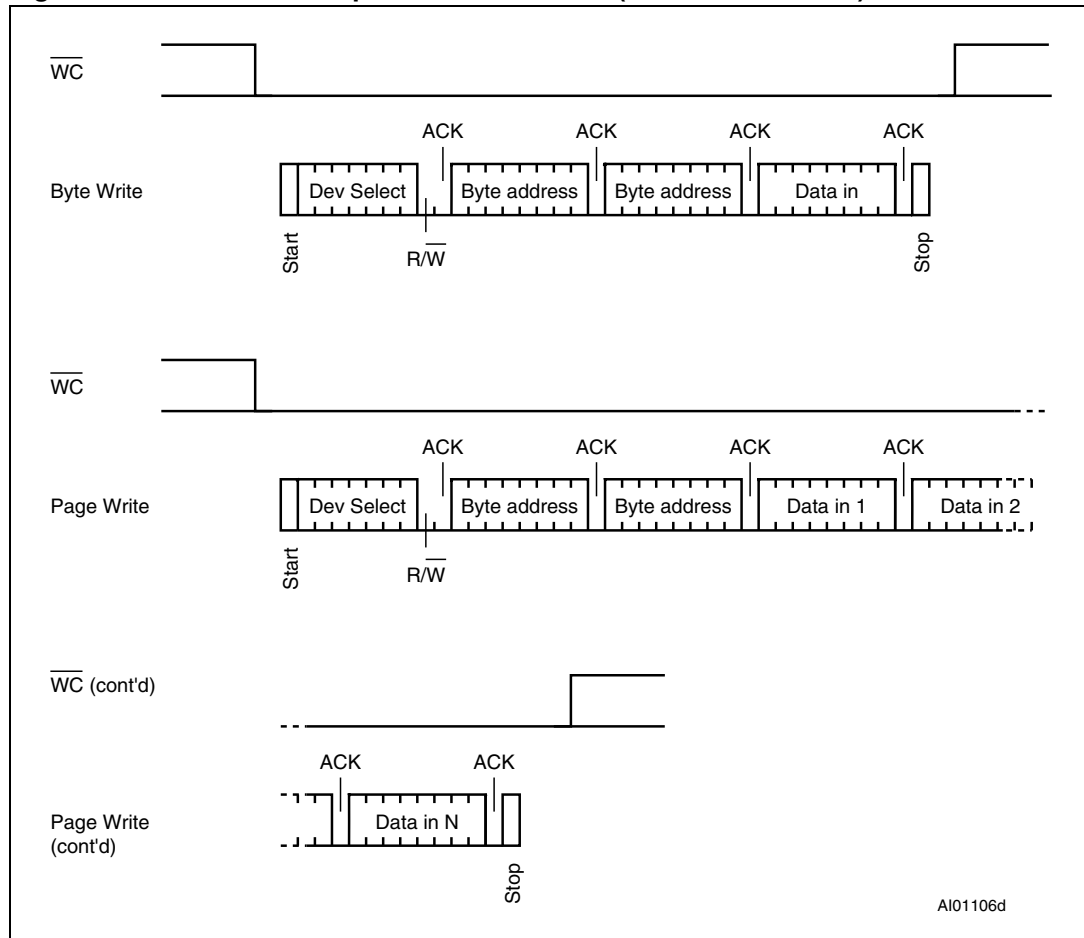 WC
ACK ACK ACK ACK
Byte Write Dev Select Byte address Byte address Data in
Start R/W Stop
WC
ACK ACK ACK ACK
Page Write Dev Select Byte address Byte address Data in 1 Data in 2
Start R/W
WC (cont'd)
ACK ACK
Page Write Data in N
(cont'd)
Stop
AI01106d